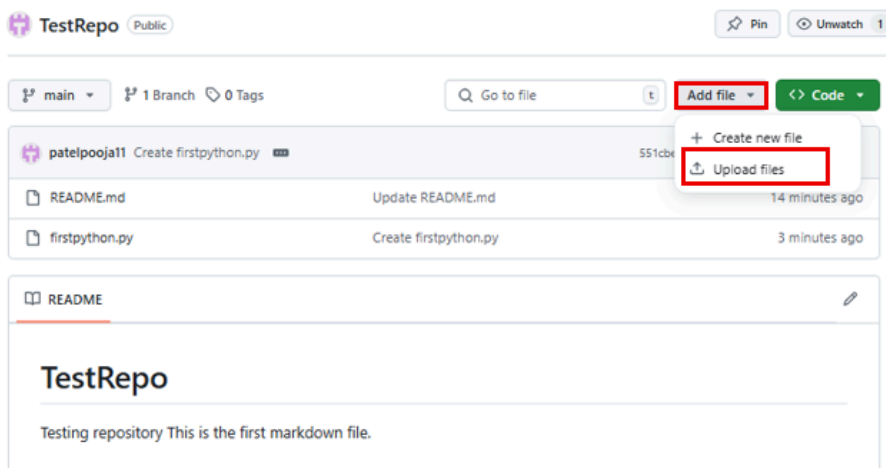 TestRepo Public Pin Unwatch 1
main 1 Branch 0 Tags Go to file t Add file Code
Create new file
patelpooja11 Create firstpython.py 551cbe
Upload files
README.md Update README.md 14 minutes ago
firstpython.py Create firstpython.py 3 minutes ago
README
TestRepo
Testing repository This is the first markdown file.